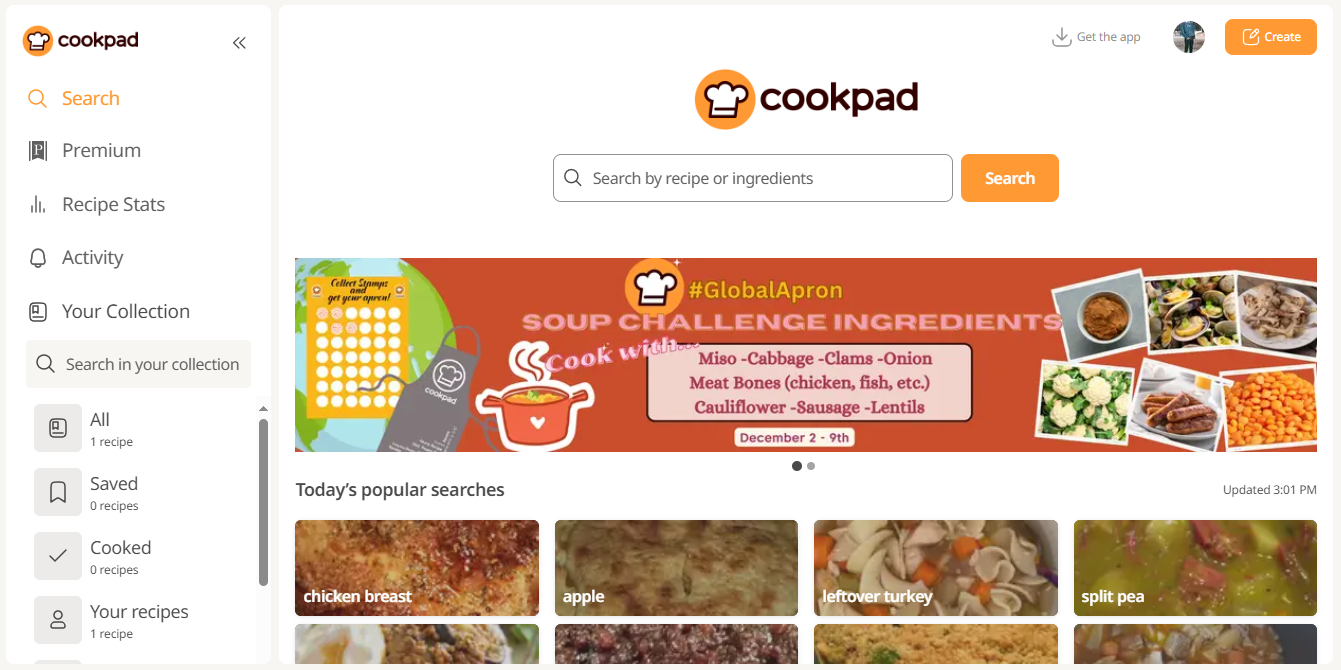 cookpad
Search
Premium
Recipe Stats
Activity
Your Collection
Search in your collection
All
1 recipe
Saved
0 recipes
Cooked
0 recipes
Your recipes
1 recipe
Get the app
Create
cookpad
Search by recipe or ingredients
Search
Collect Stamps
and
get your apron!
cookpad
#GlobalApron
SOUP CHALLENGE INGREDIENTS
Cook with...
Miso -Cabbage -Clams -Onion
Meat Bones (chicken, fish, etc.)
Cauliflower -Sausage -Lentils
December 2 - 9th
Today's popular searches
Updated 3:01 PM
chicken breast
apple
leftover turkey
split pea